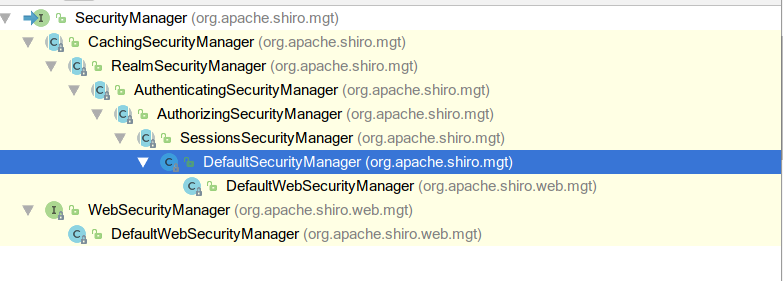 SecurityManager (org.apache.shiro.mgt)
CachingSecurityManager (org.apache.shiro.mgt)
RealmSecurityManager (org.apache.shiro.mgt)
AuthenticatingSecurityManager (org.apache.shiro.mgt)
AuthorizingSecurityManager (org.apache.shiro.mgt)
SessionsSecurityManager (org.apache.shiro.mgt)
DefaultSecurityManager (org.apache.shiro.mgt)
DefaultWebSecurityManager (org.apache.shiro.web.mgt)
WebSecurityManager (org.apache.shiro.web.mgt)
DefaultWebSecurityManager (org.apache.shiro.web.mgt)